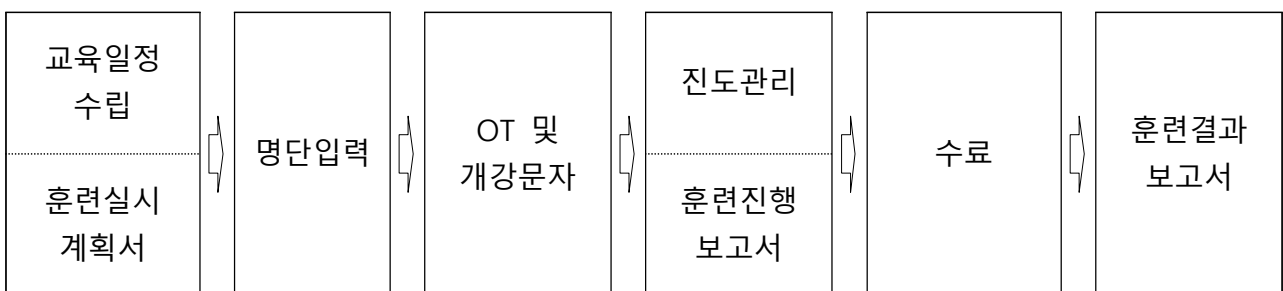 교육일정
수립
훈련실시
계획서
명단입력
OT 및
개강문자
진도관리
훈련진행
보고서
수료
훈련결과
보고서